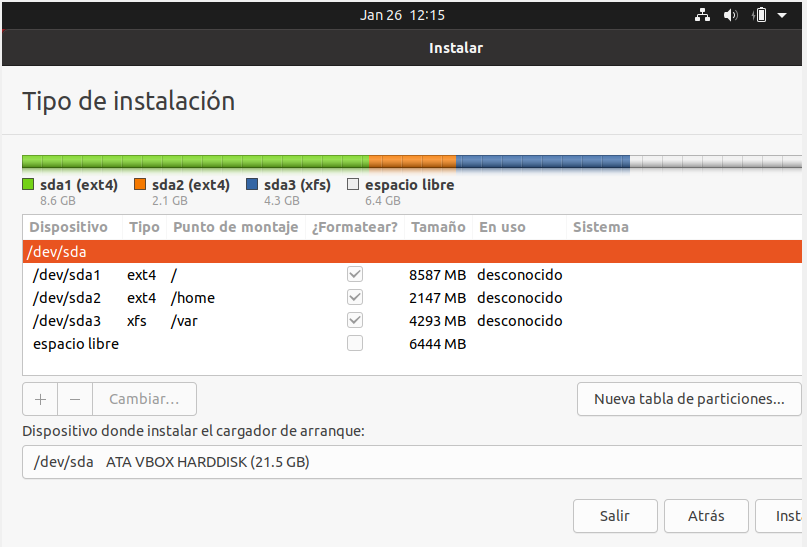 Jan 26 12:15
Instalar
Tipo de instalación
sda1 (ext4) sda2 (ext4) sda3 (xfs) espacio libre
8.6 GB 2.1 GB 4.3 GB 6.4 GB
Dispositivo Tipo Punto de montaje ¿Formatear? Tamaño En uso Sistema
/dev/sda
/dev/sda1 ext4 / 8587 MB desconocido
/dev/sda2 ext4 /home 2147 MB desconocido
/dev/sda3 xfs /var 4293 MB desconocido
espacio libre 6444 MB
+ − Cambiar... Nueva tabla de particiones...
Dispositivo donde instalar el cargador de arranque:
/dev/sda ATA VBOX HARDDISK (21.5 GB)
Salir Atrás Inst